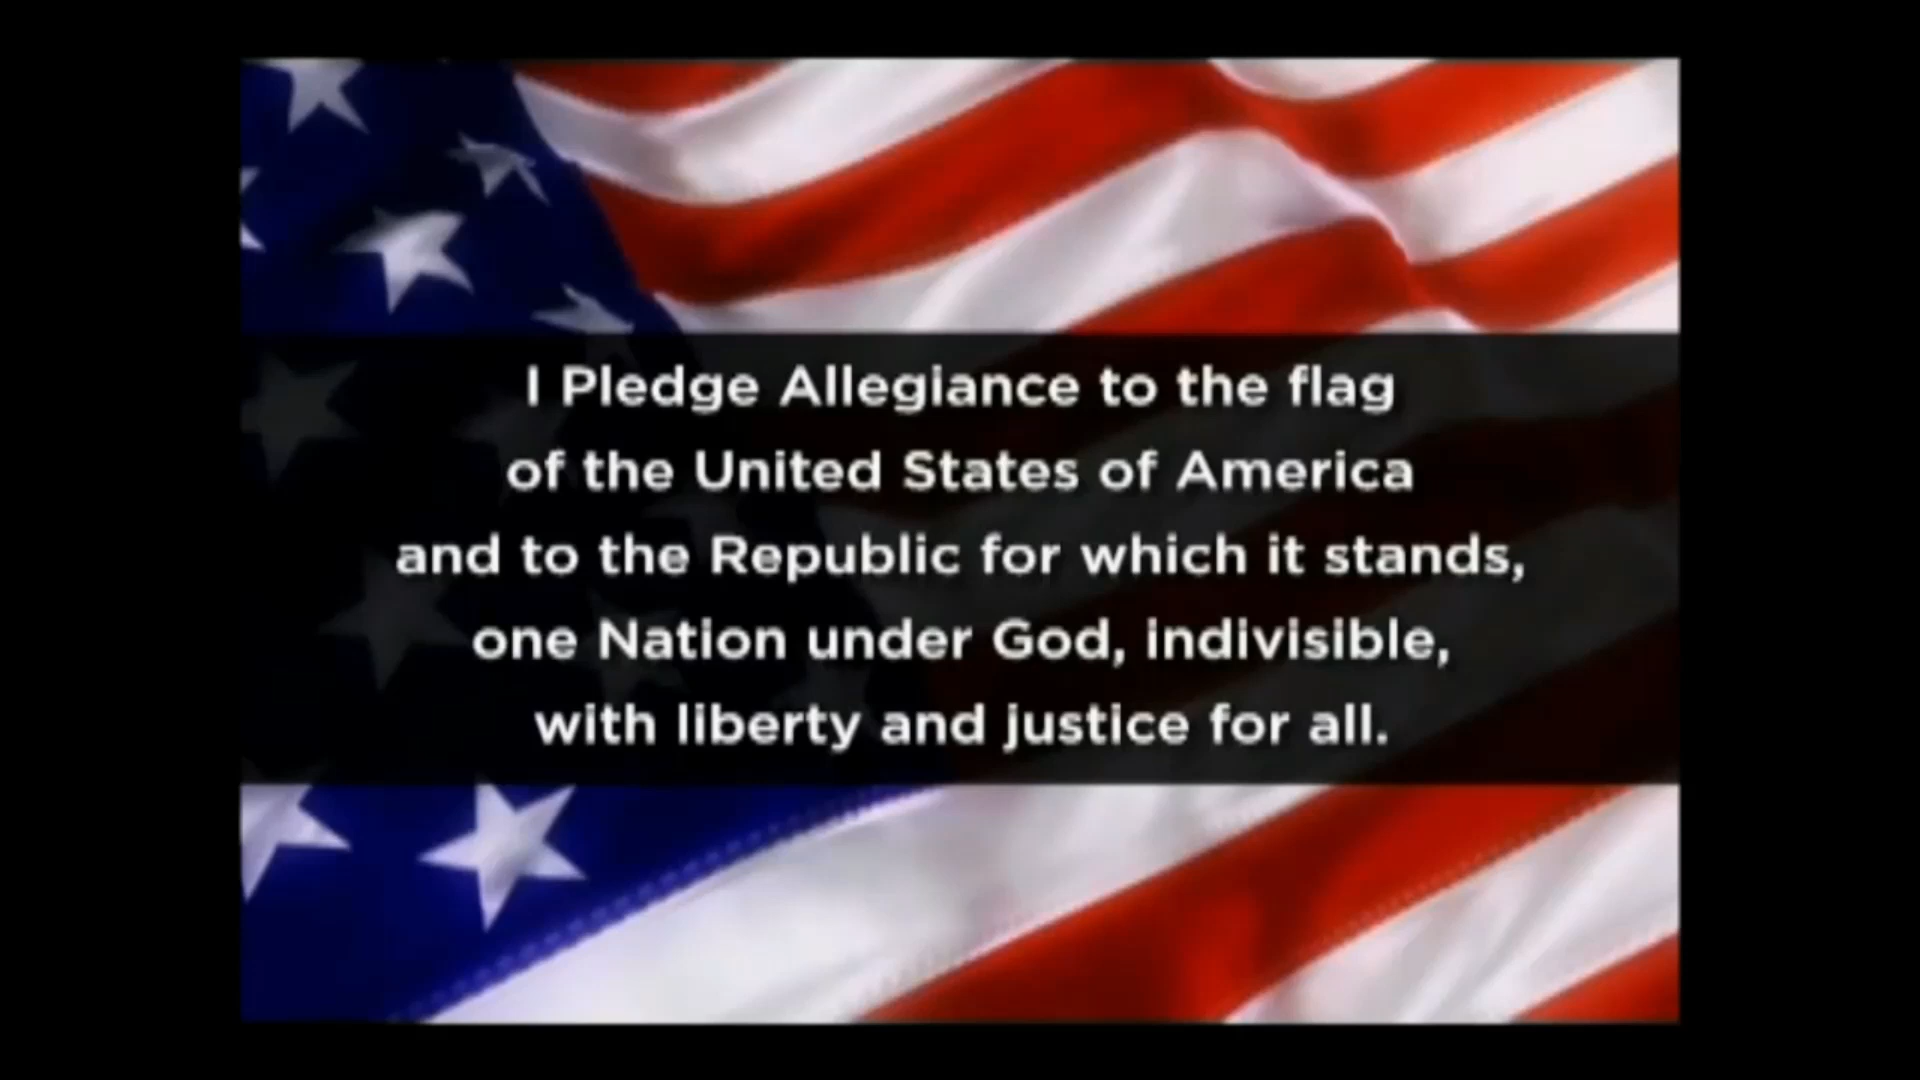 I Pledge Allegiance to the flag
of the United States of America
and to the Republic for which it stands,
one Nation under God, indivisible,
with liberty and justice for all.